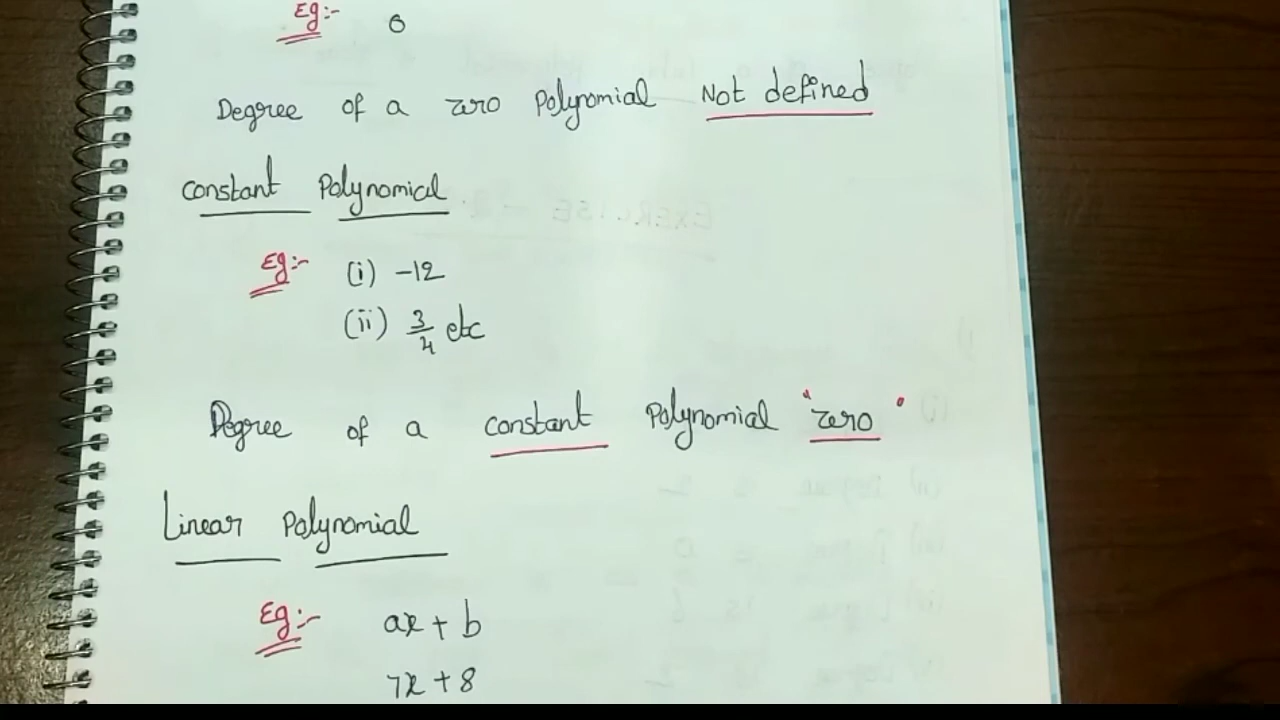 Eg:- 0
Degree of a zero Polynomial Not defined
Constant Polynomial
Eg:- (i) -12
(ii) 3/4 etc
Degree of a constant Polynomial "zero"
Linear Polynomial
Eg:- ax + b
7x + 8